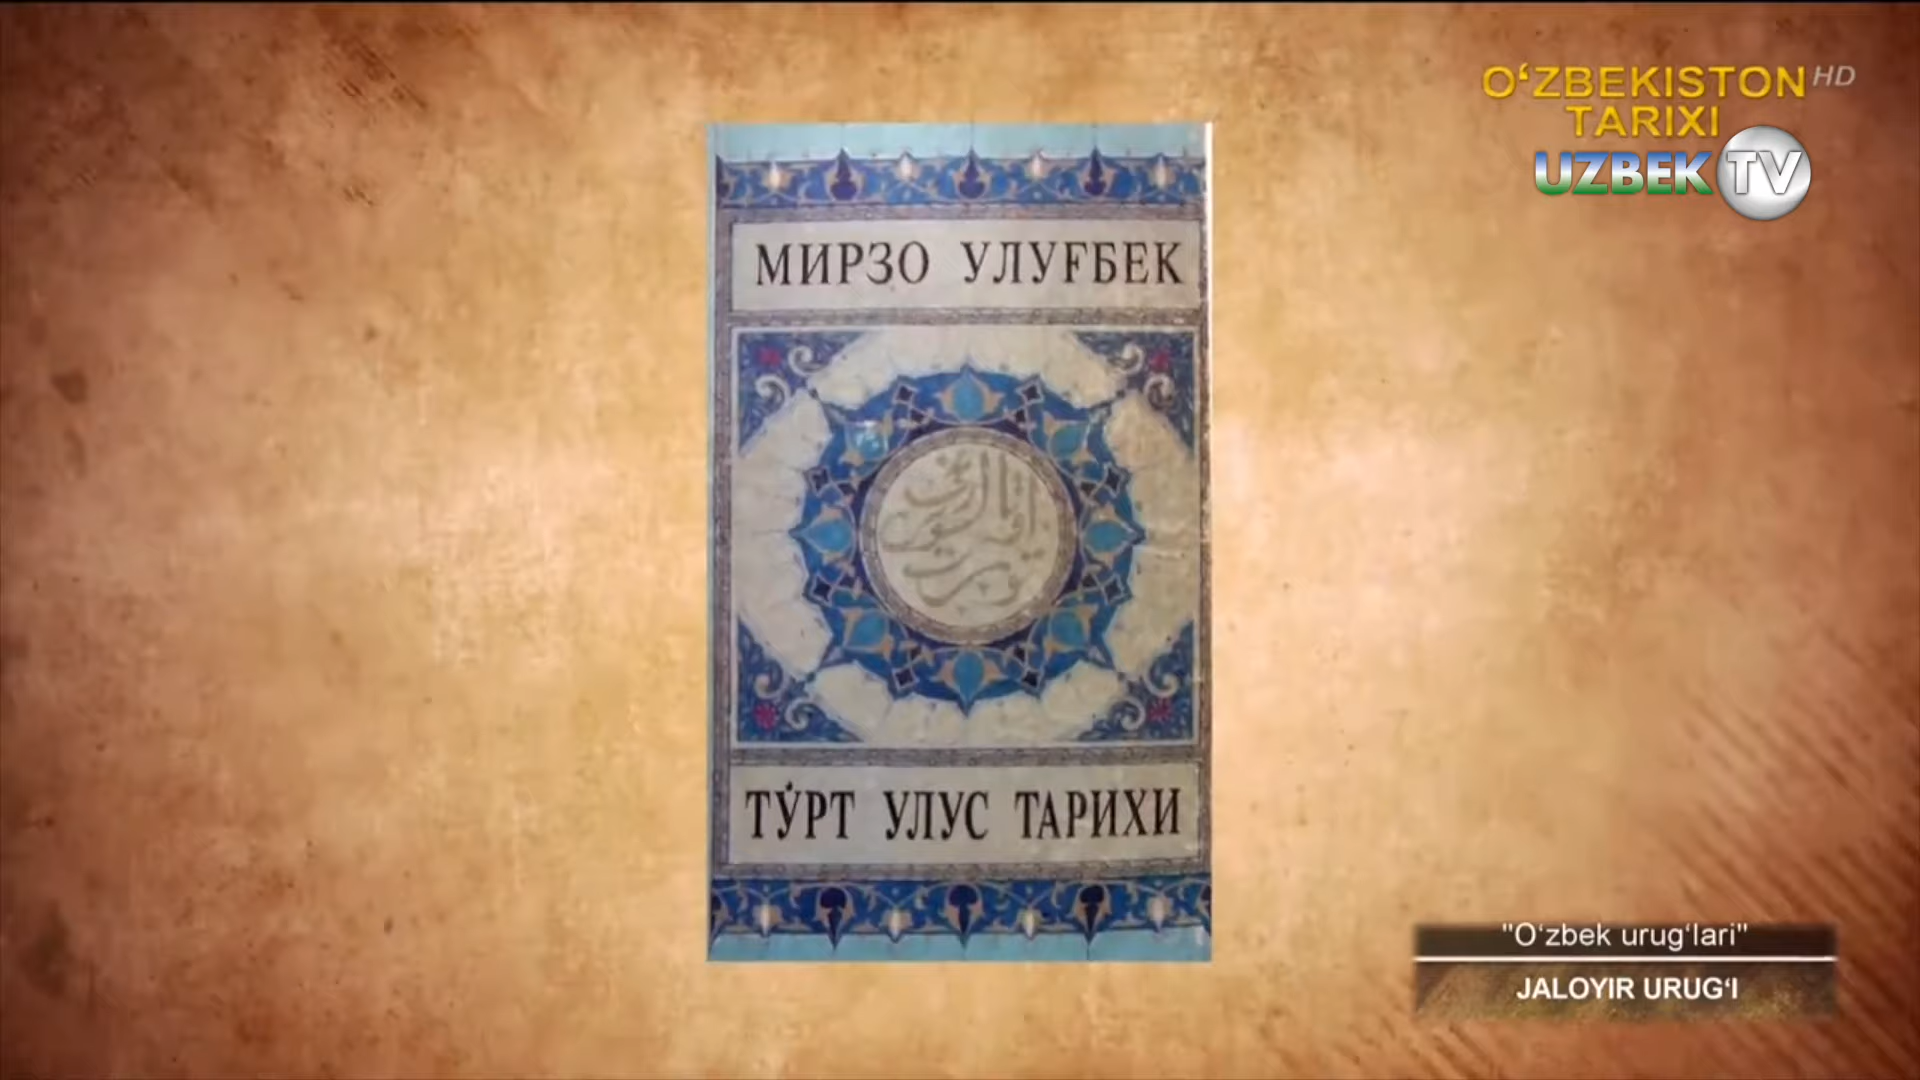 O‘ZBEKISTON HD
TARIXI
UZBEK TV
МИРЗО УЛУҒБЕК
ТЎРТ УЛУС ТАРИХИ
"O‘zbek urug‘lari"
JALOYIR URUG‘I